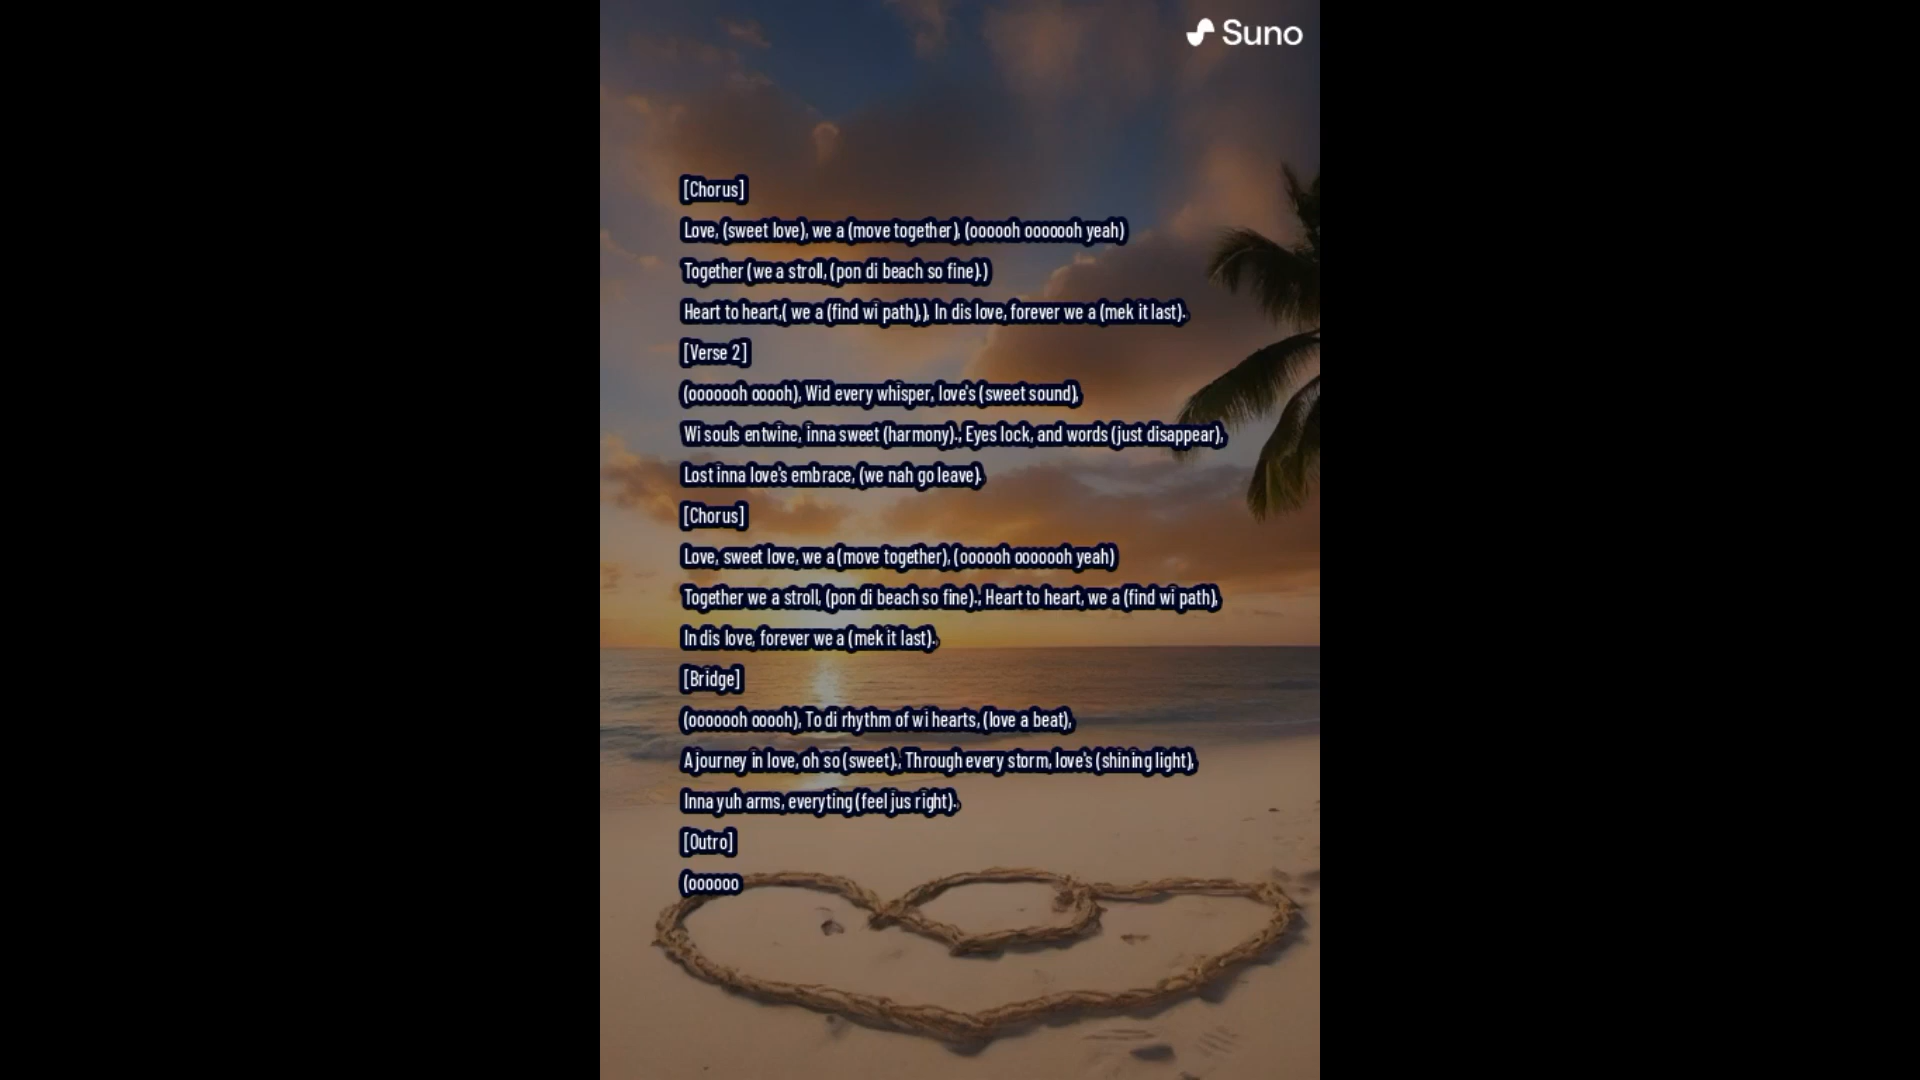 Suno
[Chorus]
Love, (sweet love), we a (move together), (oooooh ooooooh yeah)
Together (we a stroll, (pon di beach so fine).)
Heart to heart,( we a (find wi path),), In dis love, forever we a (mek it last).
[Verse 2]
(ooooooh ooooh), Wid every whisper, love's (sweet sound),
Wi souls entwine, inna sweet (harmony)., Eyes lock, and words (just disappear),
Lost inna love's embrace, (we nah go leave).
[Chorus]
Love, sweet love, we a (move together), (oooooh ooooooh yeah)
Together we a stroll, (pon di beach so fine)., Heart to heart, we a (find wi path),
In dis love, forever we a (mek it last).
[Bridge]
(ooooooh ooooh), To di rhythm of wi hearts, (love a beat),
A journey in love, oh so (sweet)., Through every storm, love's (shining light),
Inna yuh arms, everyting (feel jus right).
[Outro]
(oooooo